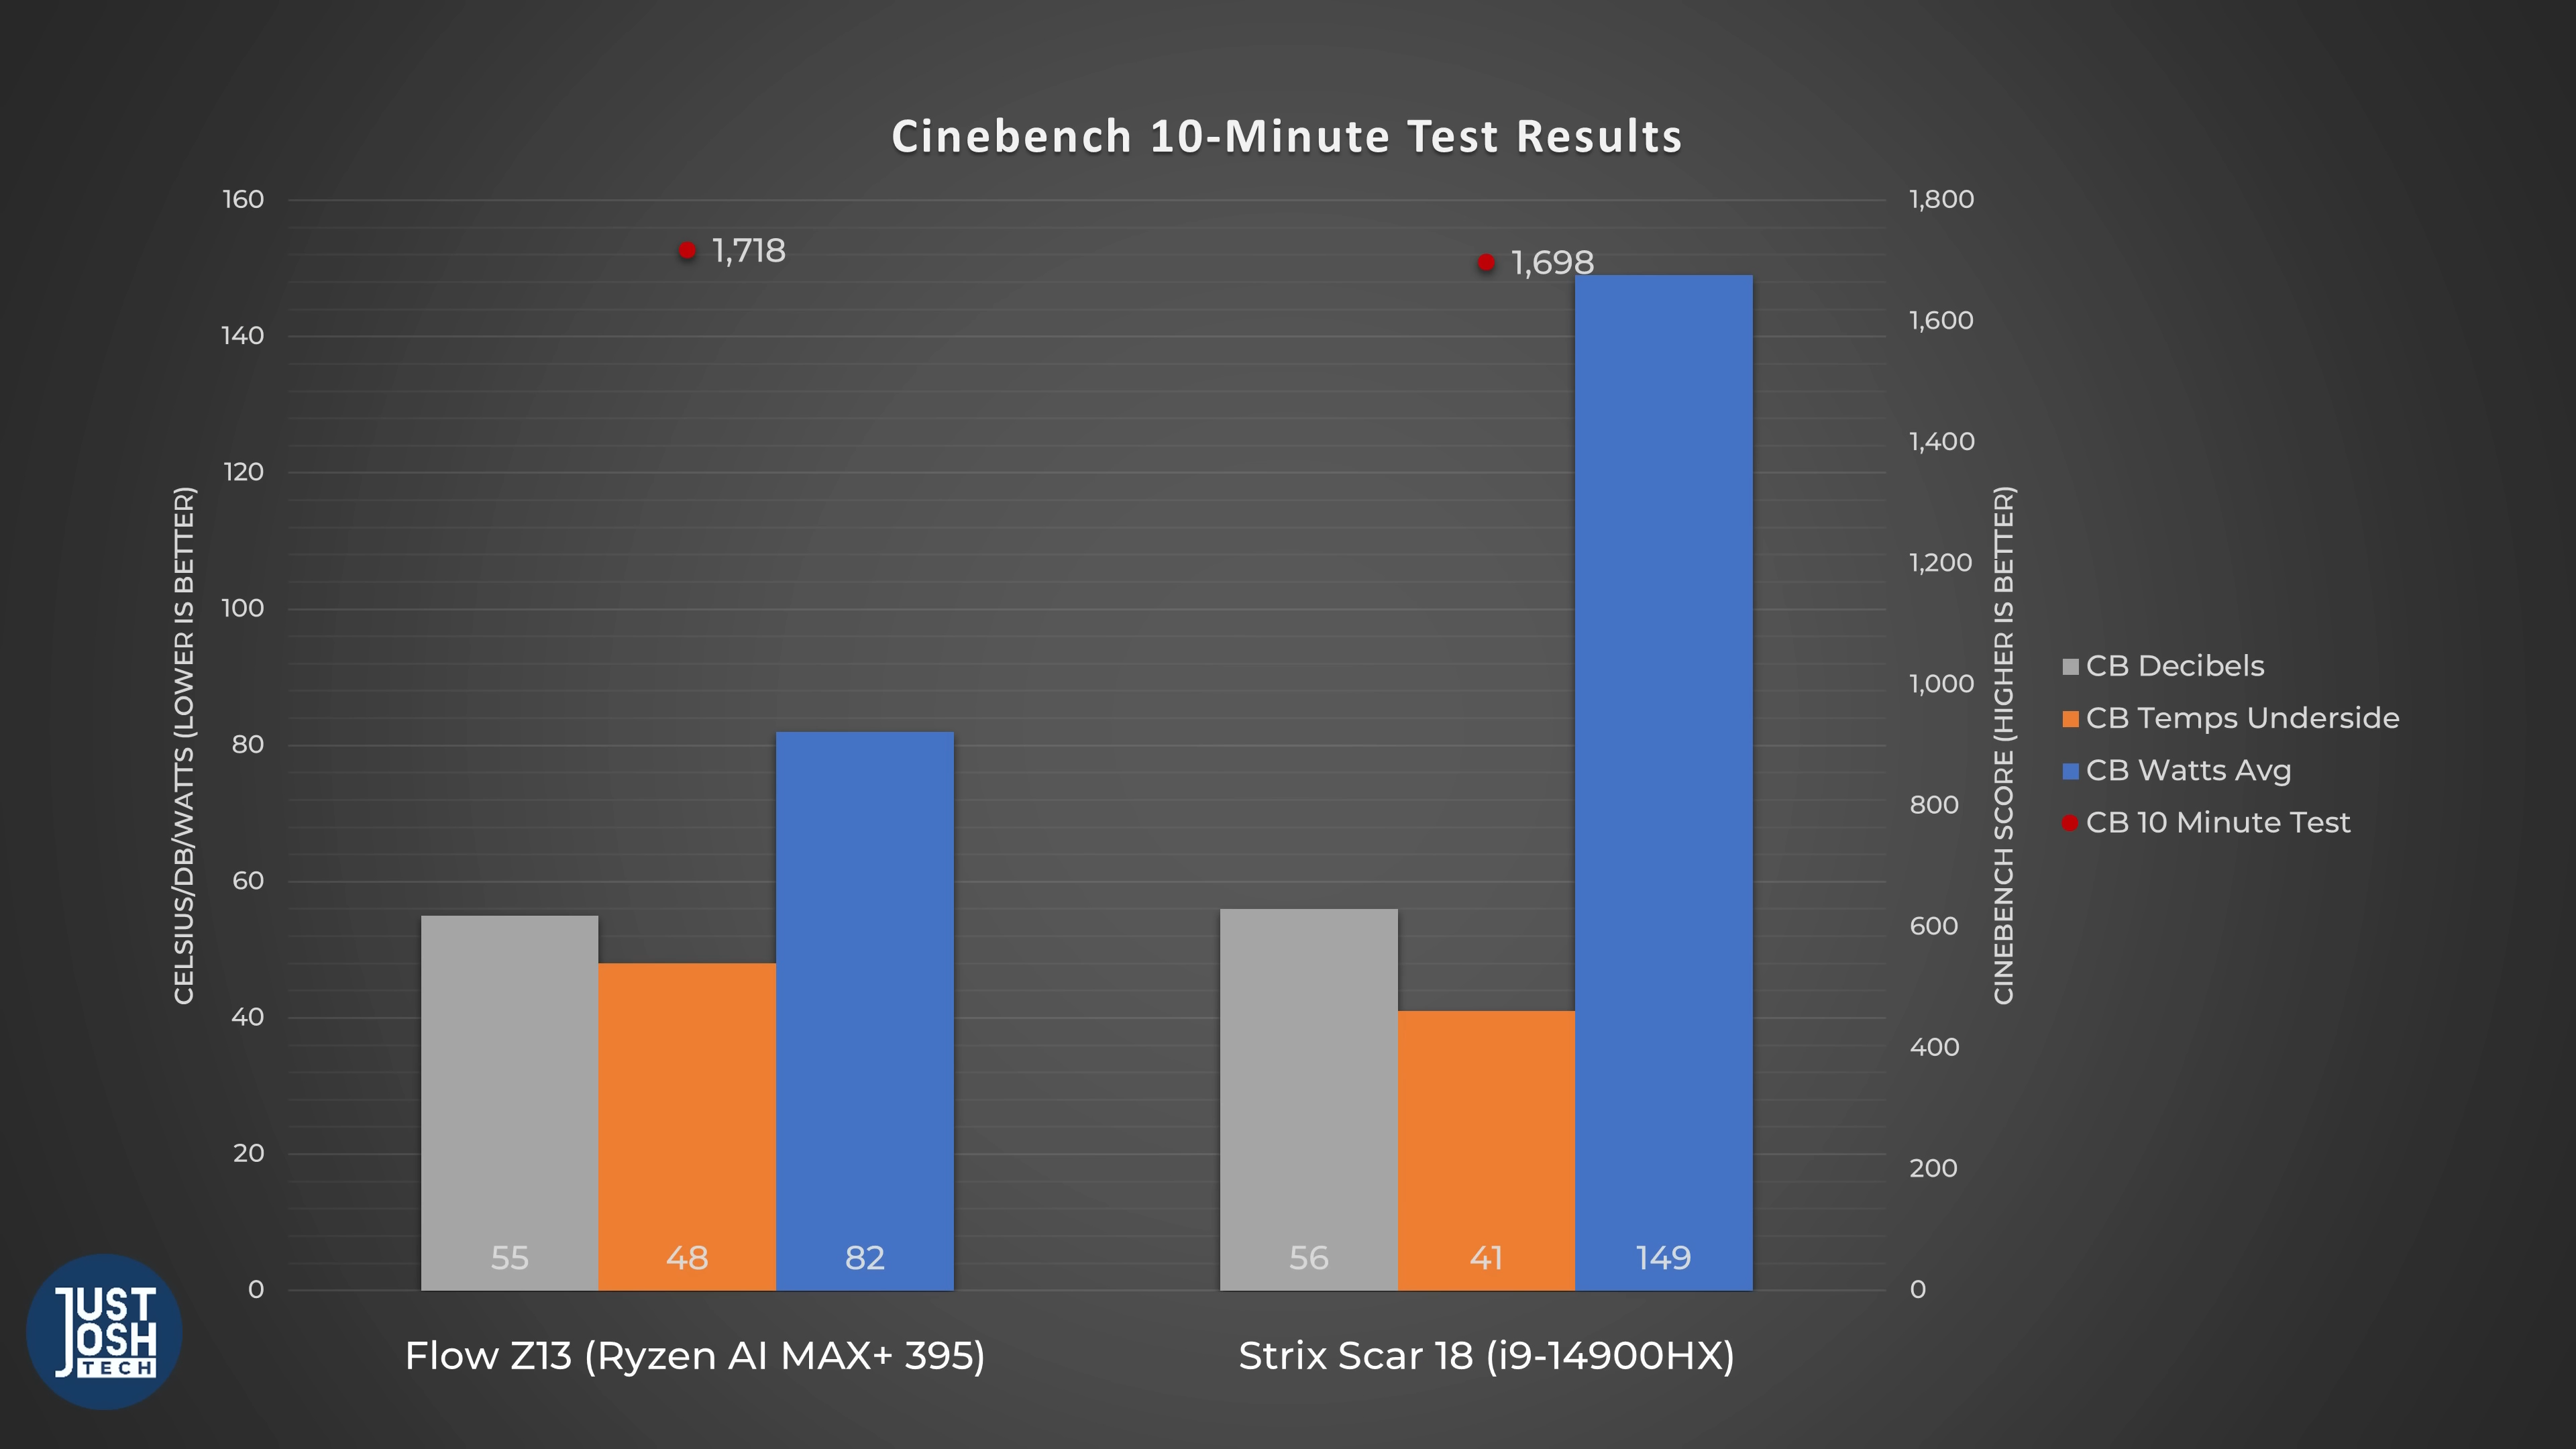 Cinebench 10-Minute Test Results
CELSIUS/DB/WATTS (LOWER IS BETTER)
160
140
120
100
80
60
40
20
0
1,718
1,698
55
48
82
56
41
149
Flow Z13 (Ryzen AI MAX+ 395)
Strix Scar 18 (i9-14900HX)
1,800
1,600
1,400
1,200
1,000
800
600
400
200
0
CINEBENCH SCORE (HIGHER IS BETTER)
CB Decibels
CB Temps Underside
CB Watts Avg
CB 10 Minute Test
JUST
JOSH
TECH